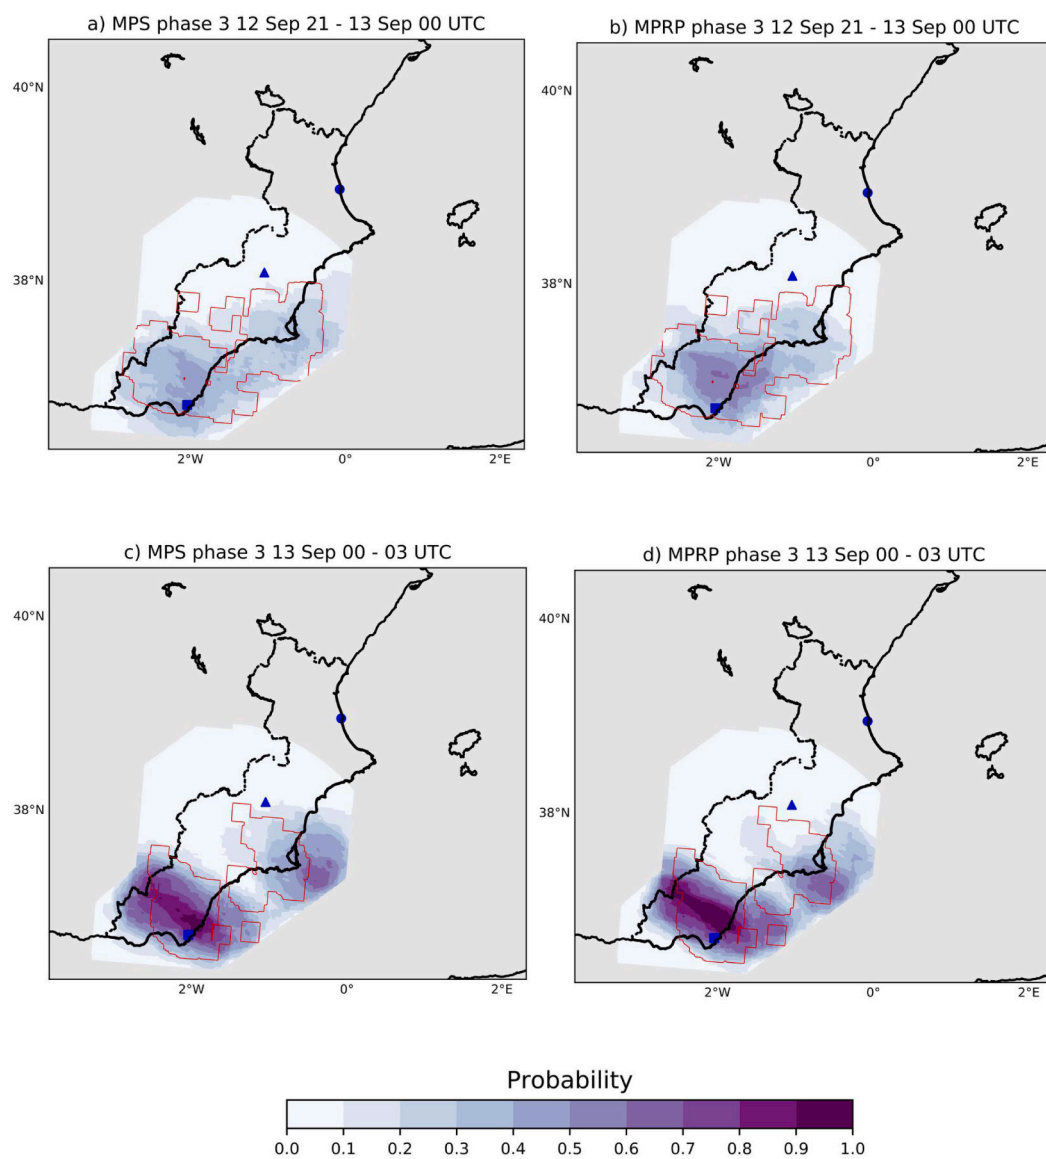 a) MPS phase 3 12 Sep 21 - 13 Sep 00 UTC
b) MPRP phase 3 12 Sep 21 - 13 Sep 00 UTC
40°N
40°N
38°N
38°N
2°W 0° 2°E
2°W 0° 2°E
c) MPS phase 3 13 Sep 00 - 03 UTC
d) MPRP phase 3 13 Sep 00 - 03 UTC
40°N
40°N
38°N
38°N
2°W 0° 2°E
2°W 0° 2°E
Probability
0.0 0.1 0.2 0.3 0.4 0.5 0.6 0.7 0.8 0.9 1.0